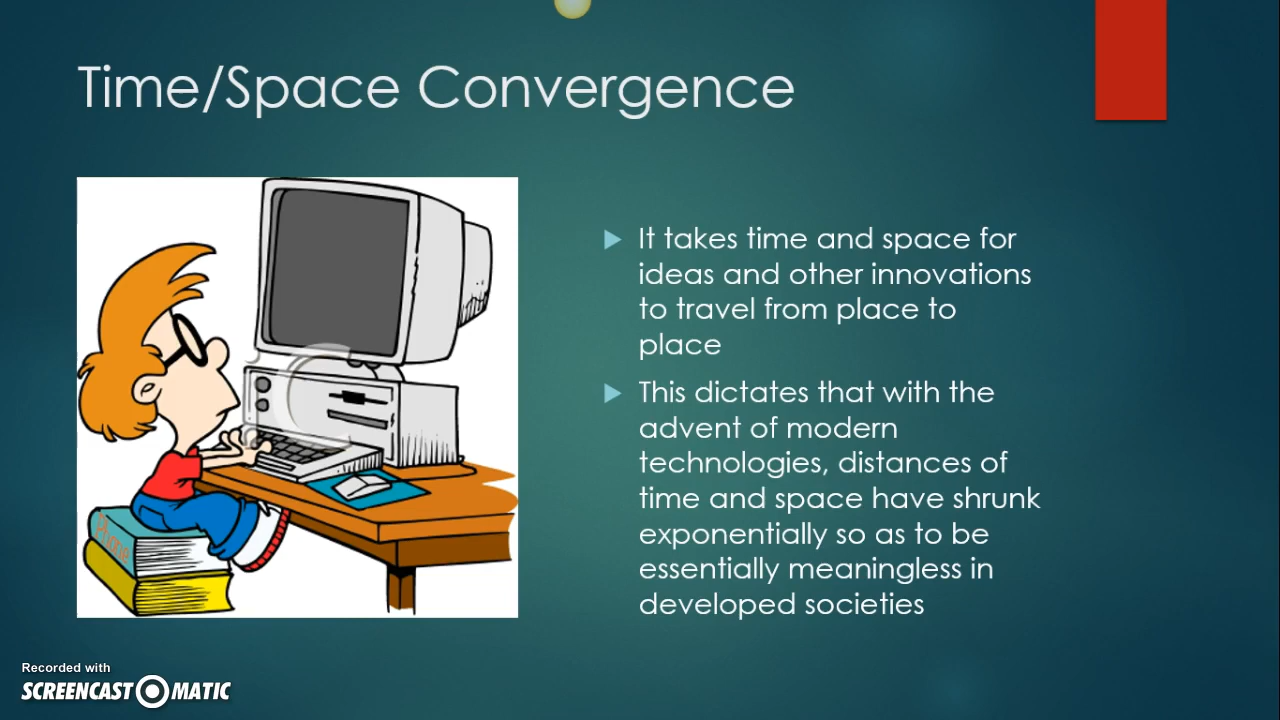 Time/Space Convergence
It takes time and space for
ideas and other innovations
to travel from place to
place
This dictates that with the
advent of modern
technologies, distances of
time and space have shrunk
exponentially so as to be
essentially meaningless in
developed societies
Phone
Recorded with
SCREENCAST MATIC